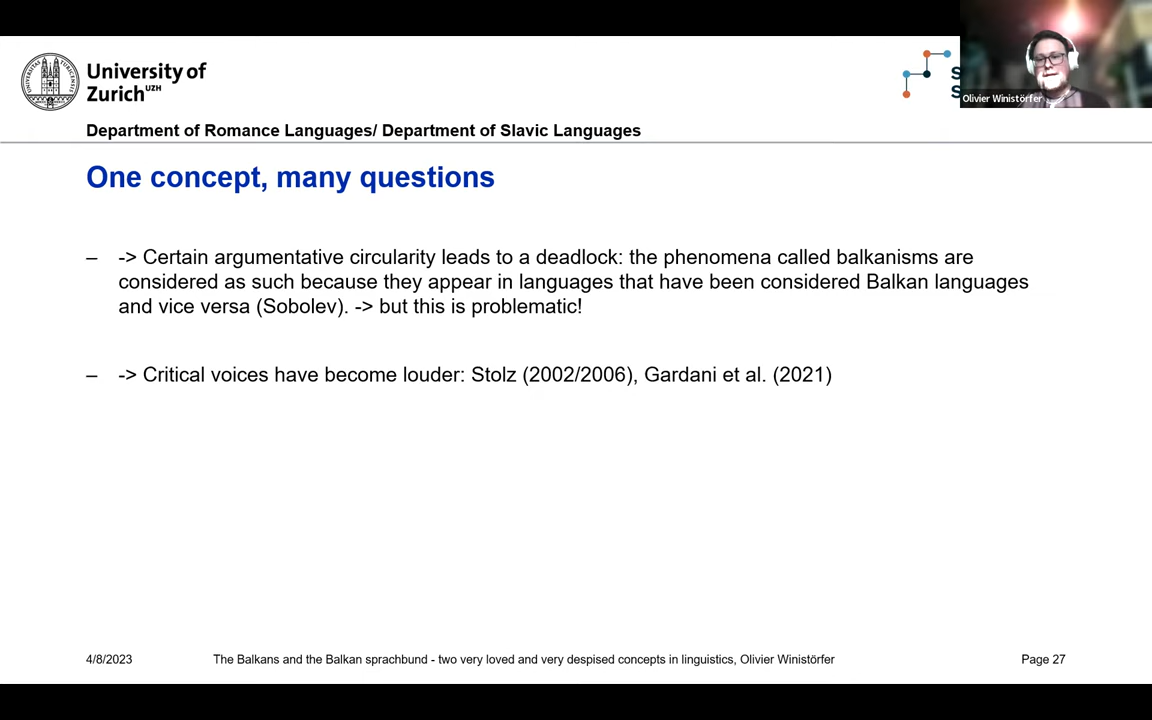 University of
Zurich UZH
Department of Romance Languages/ Department of Slavic Languages
S
S
Olivier Winistörfer
One concept, many questions
– -> Certain argumentative circularity leads to a deadlock: the phenomena called balkanisms are
considered as such because they appear in languages that have been considered Balkan languages
and vice versa (Sobolev). -> but this is problematic!
– -> Critical voices have become louder: Stolz (2002/2006), Gardani et al. (2021)
4/8/2023
The Balkans and the Balkan sprachbund - two very loved and very despised concepts in linguistics, Olivier Winistörfer
Page 27